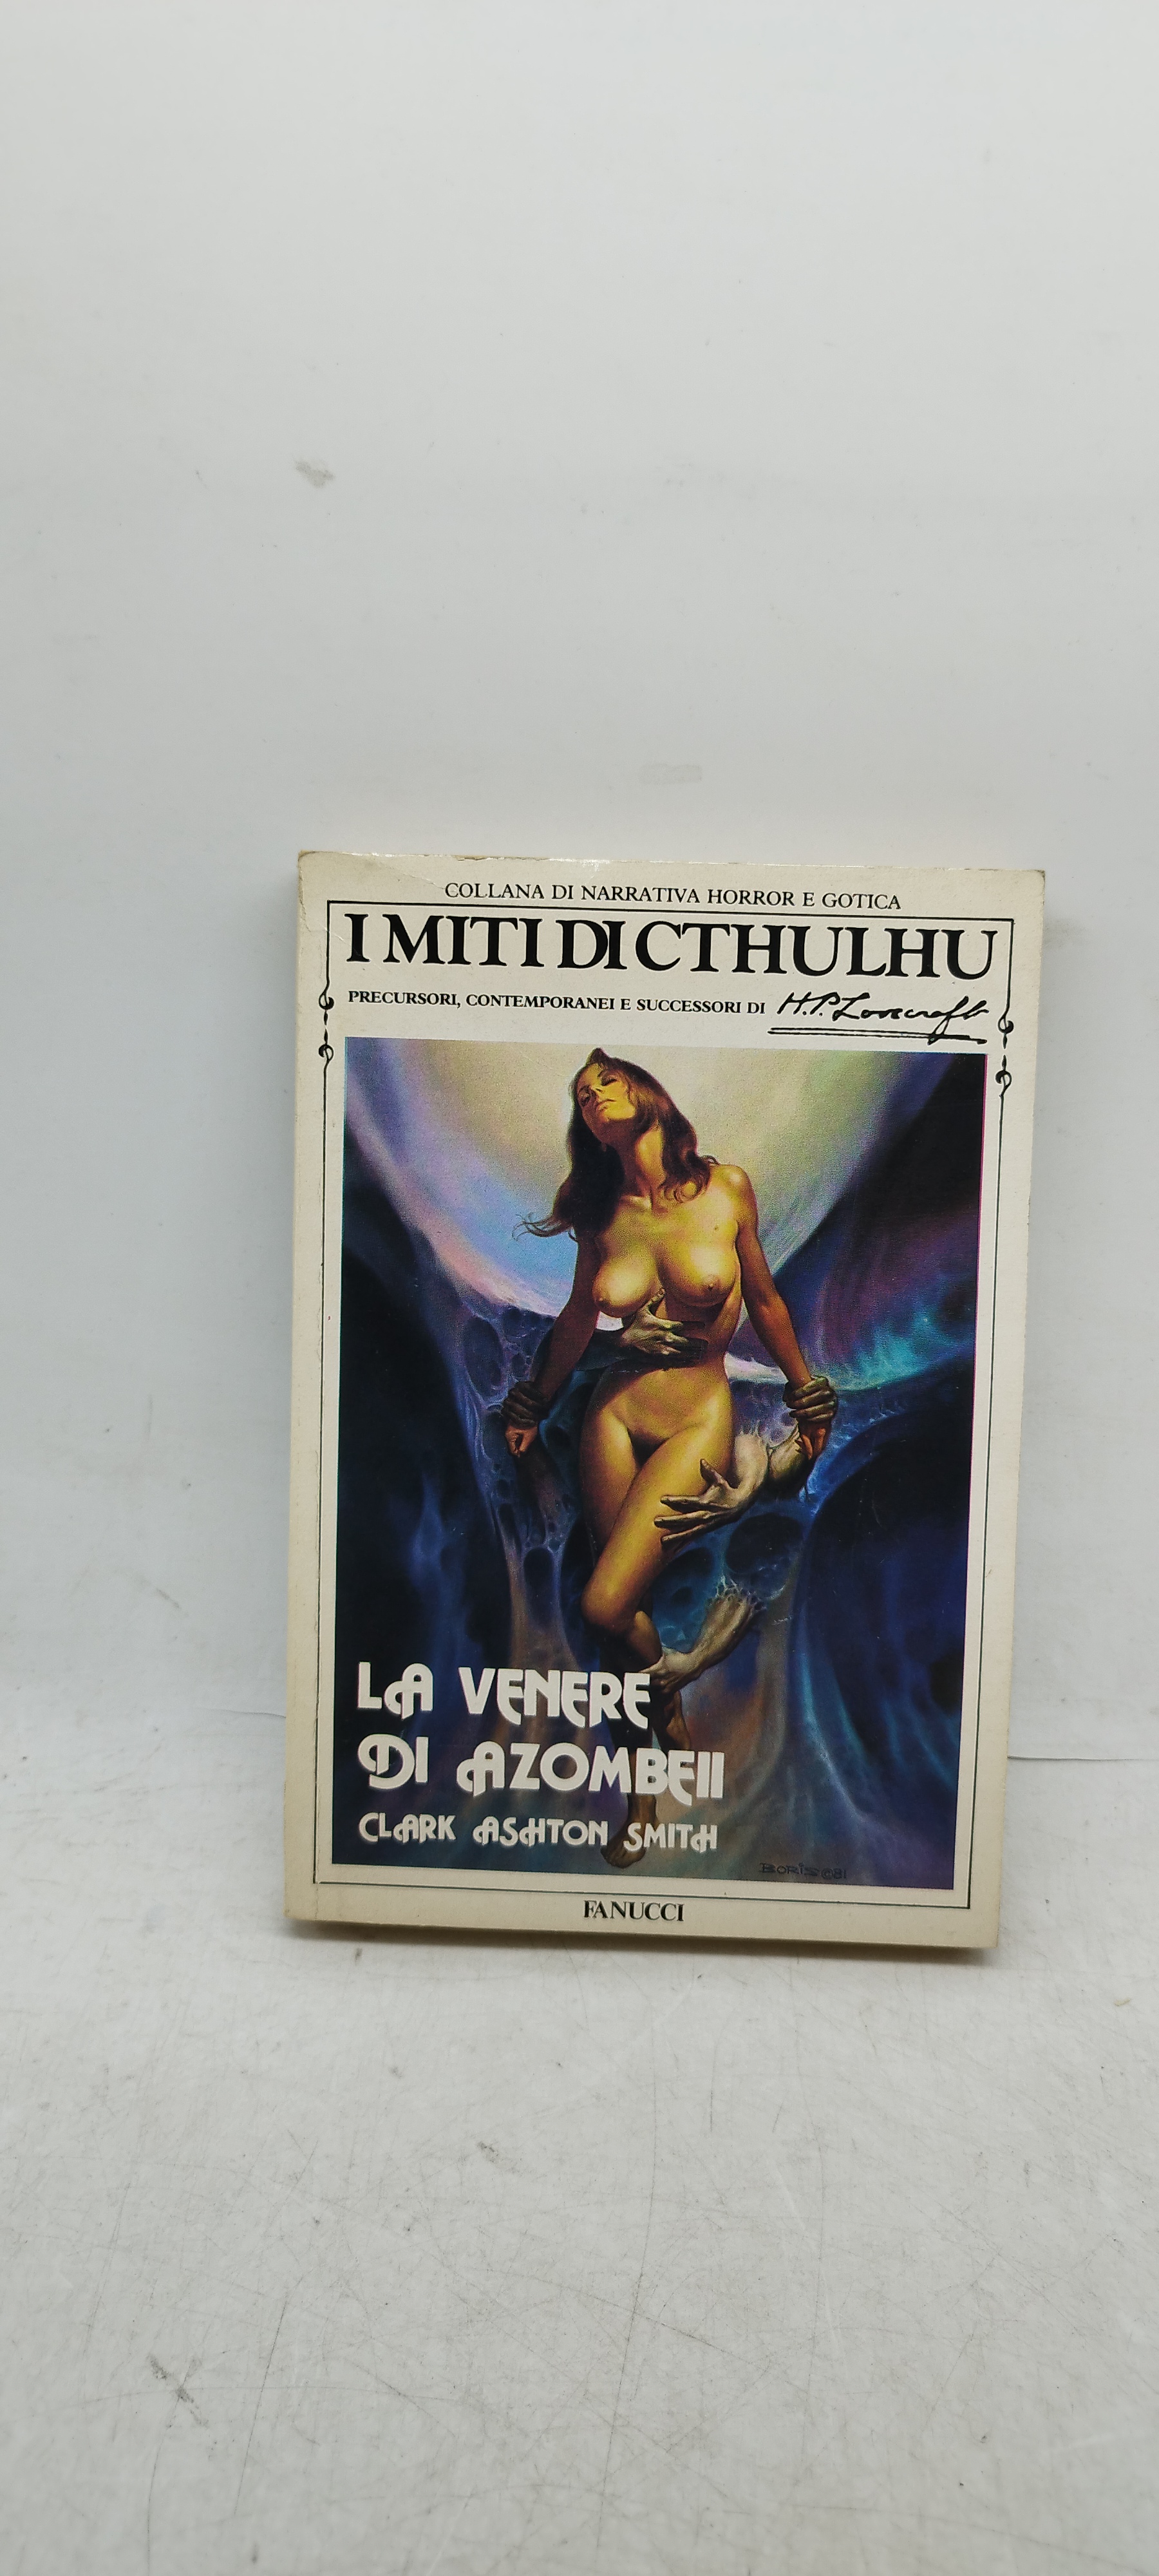 COLLANA DI NARRATIVA HORROR E GOTICA
I MITI DI CTHULHU
PRECURSORI, CONTEMPORANEI E SUCCESSORI DI H.P. Lovecraft
LA VENERE
DI AZOMBEII
CLARK ASHTON SMITH
BORIS ©81
FANUCCI